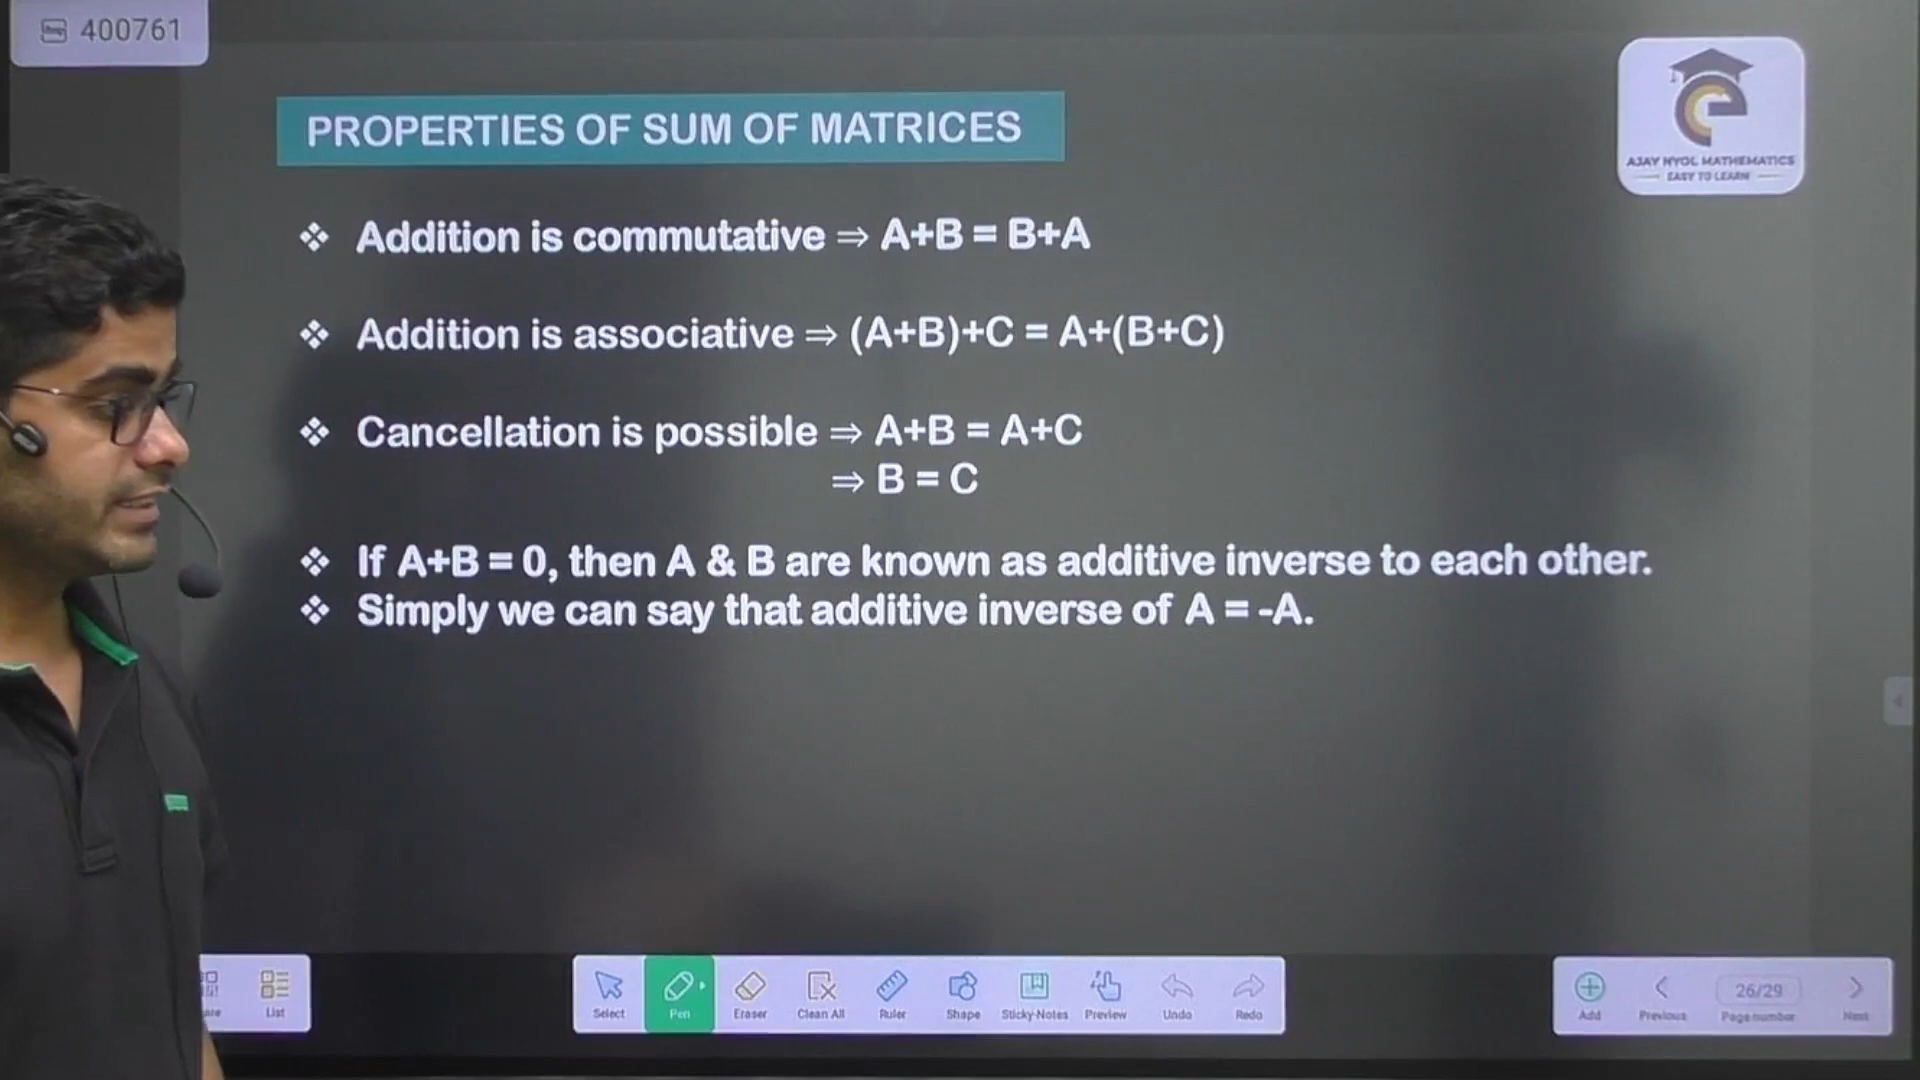 400761
PROPERTIES OF SUM OF MATRICES
AJAY NYOL MATHEMATICS
EASY TO LEARN
❖ Addition is commutative ⇒ A+B = B+A
❖ Addition is associative ⇒ (A+B)+C = A+(B+C)
❖ Cancellation is possible ⇒ A+B = A+C
⇒ B = C
❖ If A+B = 0, then A & B are known as additive inverse to each other.
❖ Simply we can say that additive inverse of A = -A.
List
Select Pen Eraser Clean All Ruler Shape Sticky-Notes Preview Undo Redo
26/29
Add Previous Page number Next